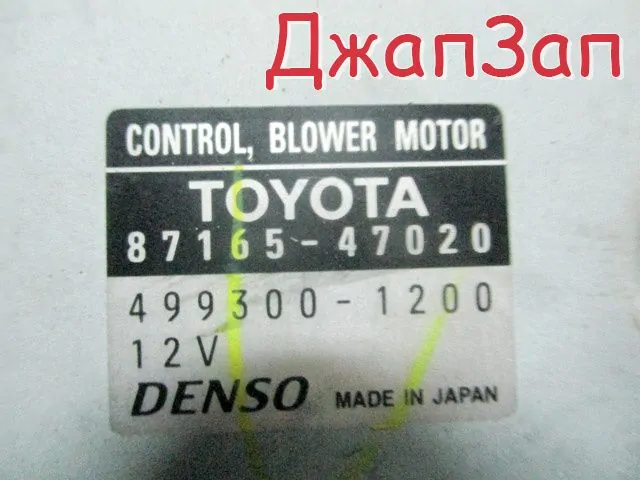 ДжапЗап
CONTROL, BLOWER MOTOR
TOYOTA
87165-47020
499300-1200
12V
DENSO MADE IN JAPAN